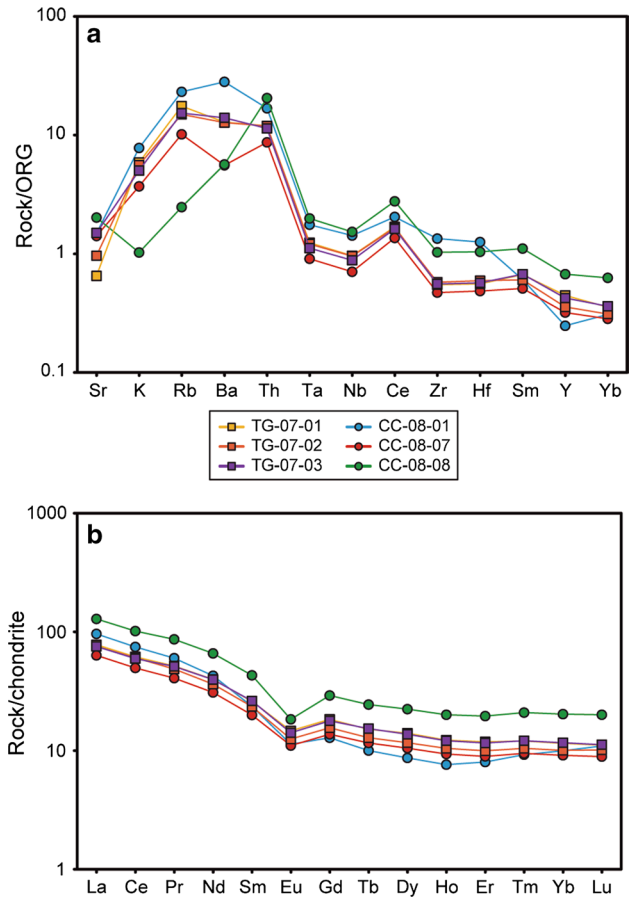 a
100
10
1
0.1
Rock/ORG
Sr K Rb Ba Th Ta Nb Ce Zr Hf Sm Y Yb
TG-07-01 CC-08-01
TG-07-02 CC-08-07
TG-07-03 CC-08-08
b
1000
100
10
1
Rock/chondrite
La Ce Pr Nd Sm Eu Gd Tb Dy Ho Er Tm Yb Lu